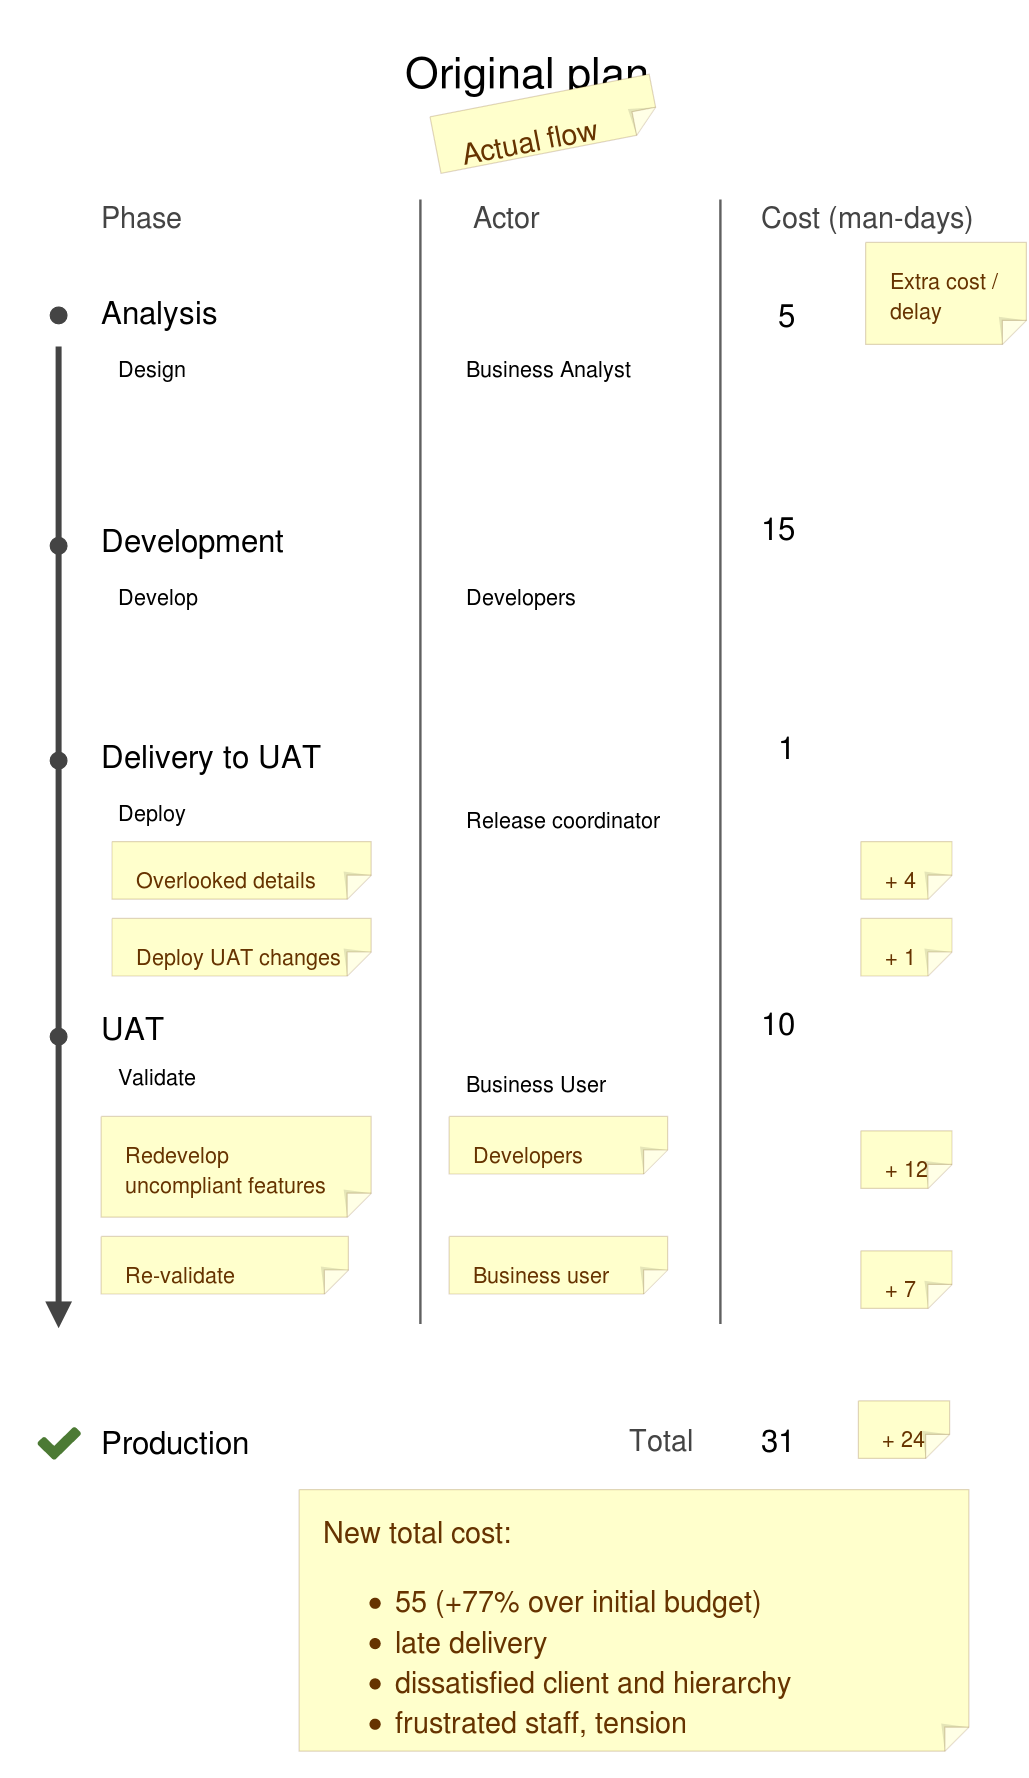 Original plan
Actual flow
Phase
Actor
Cost (man-days)
Extra cost /
delay
Analysis
5
Design
Business Analyst
Development
15
Develop
Developers
Delivery to UAT
1
Deploy
Release coordinator
Overlooked details
+ 4
Deploy UAT changes
+ 1
UAT
10
Validate
Business User
Redevelop
uncompliant features
Developers
+ 12
Re-validate
Business user
+ 7
Production
Total
31
+ 24
New total cost:
• 55 (+77% over initial budget)
• late delivery
• dissatisfied client and hierarchy
• frustrated staff, tension